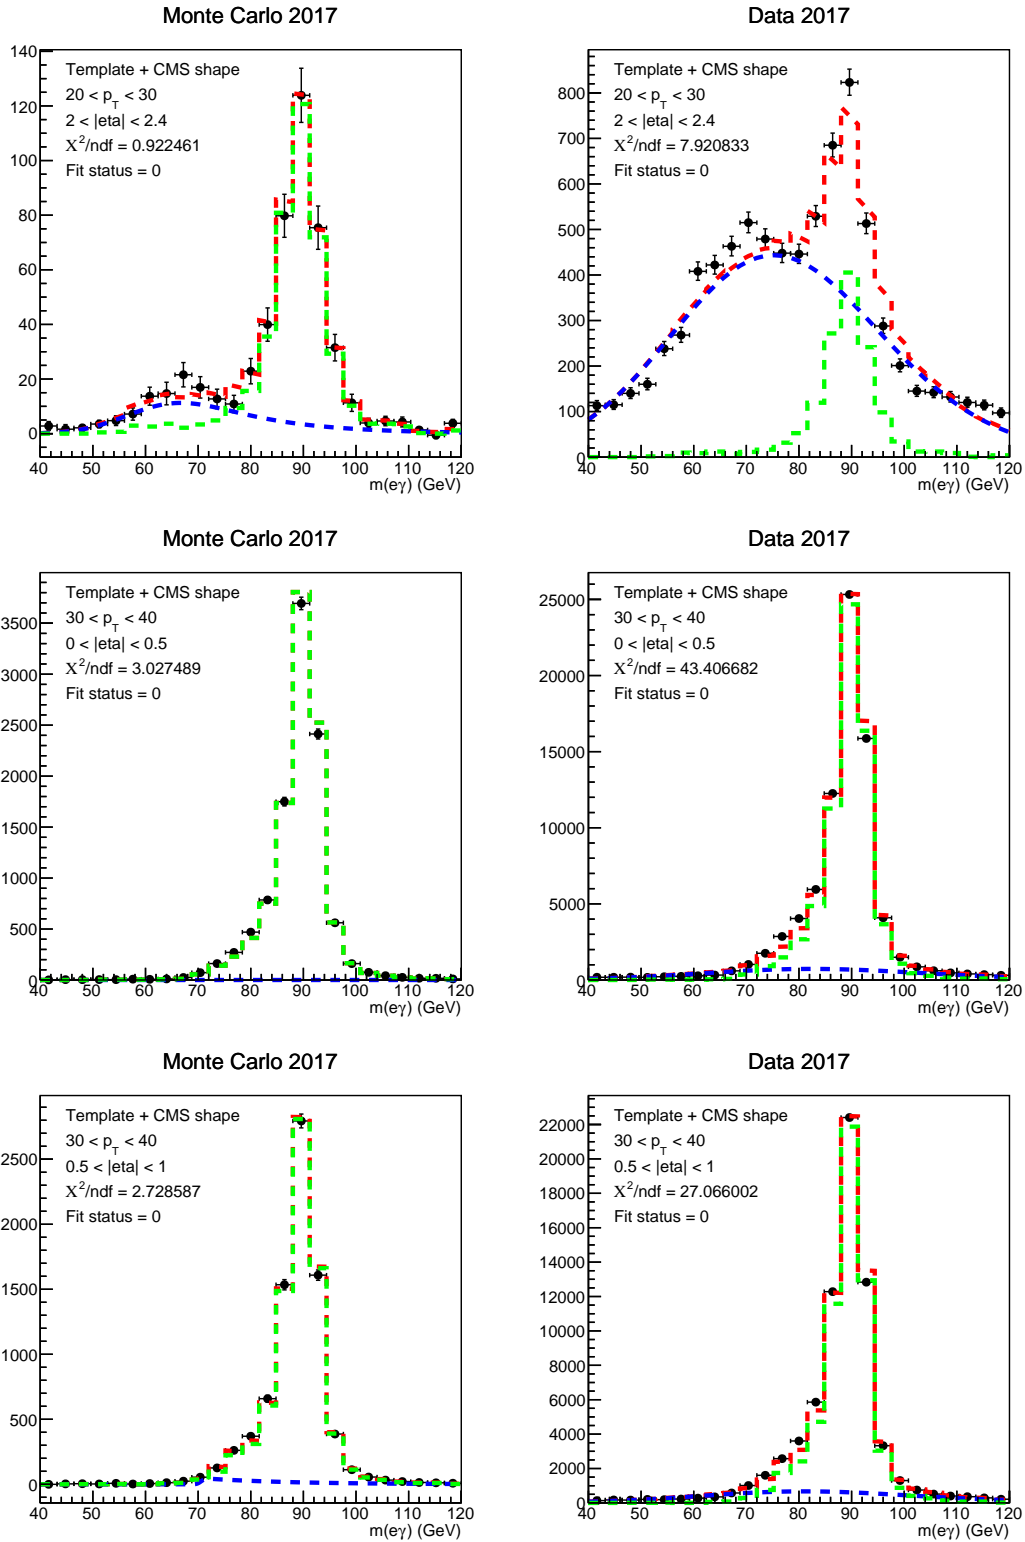 Monte Carlo 2017
Template + CMS shape
20 < p_T < 30
2 < |eta| < 2.4
X²/ndf = 0.922461
Fit status = 0
140
120
100
80
60
40
20
0
40 50 60 70 80 90 100 110 120
m(eγ) (GeV)
Data 2017
Template + CMS shape
20 < p_T < 30
2 < |eta| < 2.4
X²/ndf = 7.920833
Fit status = 0
800
700
600
500
400
300
200
100
0
40 50 60 70 80 90 100 110 120
m(eγ) (GeV)
Monte Carlo 2017
Template + CMS shape
30 < p_T < 40
0 < |eta| < 0.5
X²/ndf = 3.027489
Fit status = 0
3500
3000
2500
2000
1500
1000
500
0
40 50 60 70 80 90 100 110 120
m(eγ) (GeV)
Data 2017
Template + CMS shape
30 < p_T < 40
0 < |eta| < 0.5
X²/ndf = 43.406682
Fit status = 0
25000
20000
15000
10000
5000
0
40 50 60 70 80 90 100 110 120
m(eγ) (GeV)
Monte Carlo 2017
Template + CMS shape
30 < p_T < 40
0.5 < |eta| < 1
X²/ndf = 2.728587
Fit status = 0
2500
2000
1500
1000
500
0
40 50 60 70 80 90 100 110 120
m(eγ) (GeV)
Data 2017
Template + CMS shape
30 < p_T < 40
0.5 < |eta| < 1
X²/ndf = 27.066002
Fit status = 0
22000
20000
18000
16000
14000
12000
10000
8000
6000
4000
2000
0
40 50 60 70 80 90 100 110 120
m(eγ) (GeV)